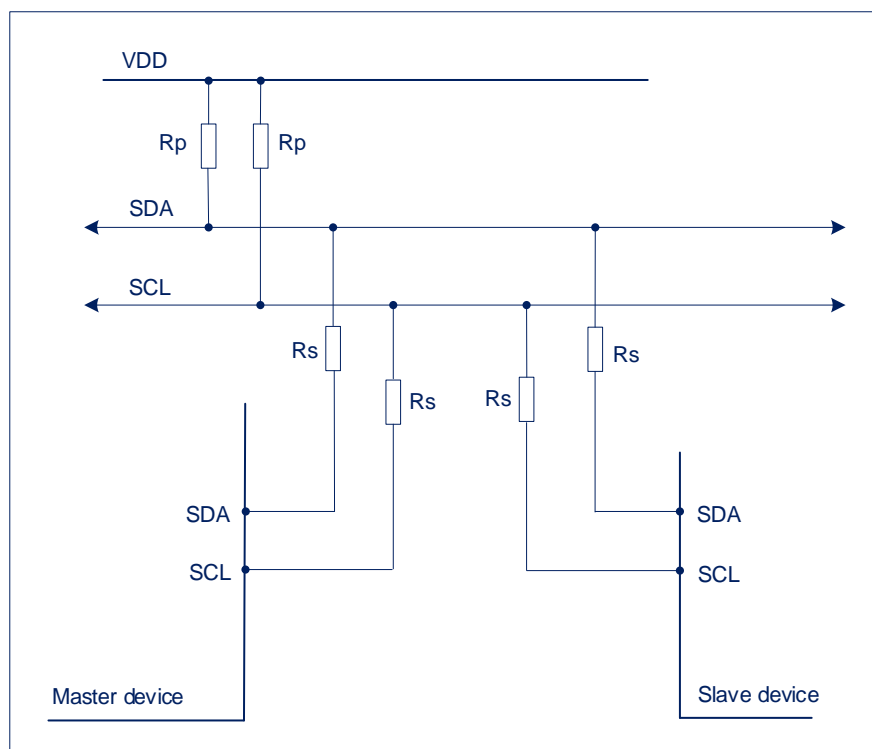 VDD
Rp
Rp
SDA
SCL
Rs
Rs
Rs
Rs
SDA
SDA
SCL
SCL
Master device
Slave device